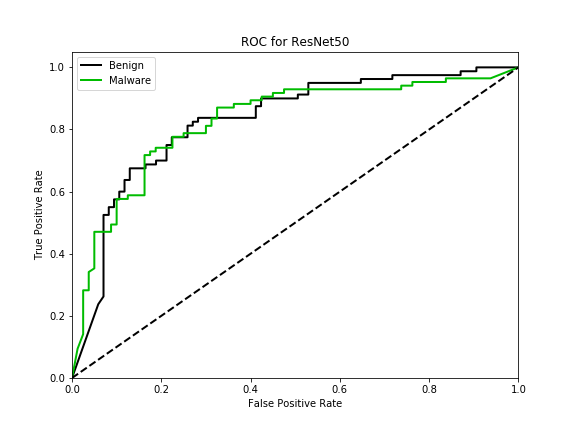 ROC for ResNet50
Benign
Malware
1.0
0.8
0.6
0.4
0.2
0.0
True Positive Rate
0.0 0.2 0.4 0.6 0.8 1.0
False Positive Rate